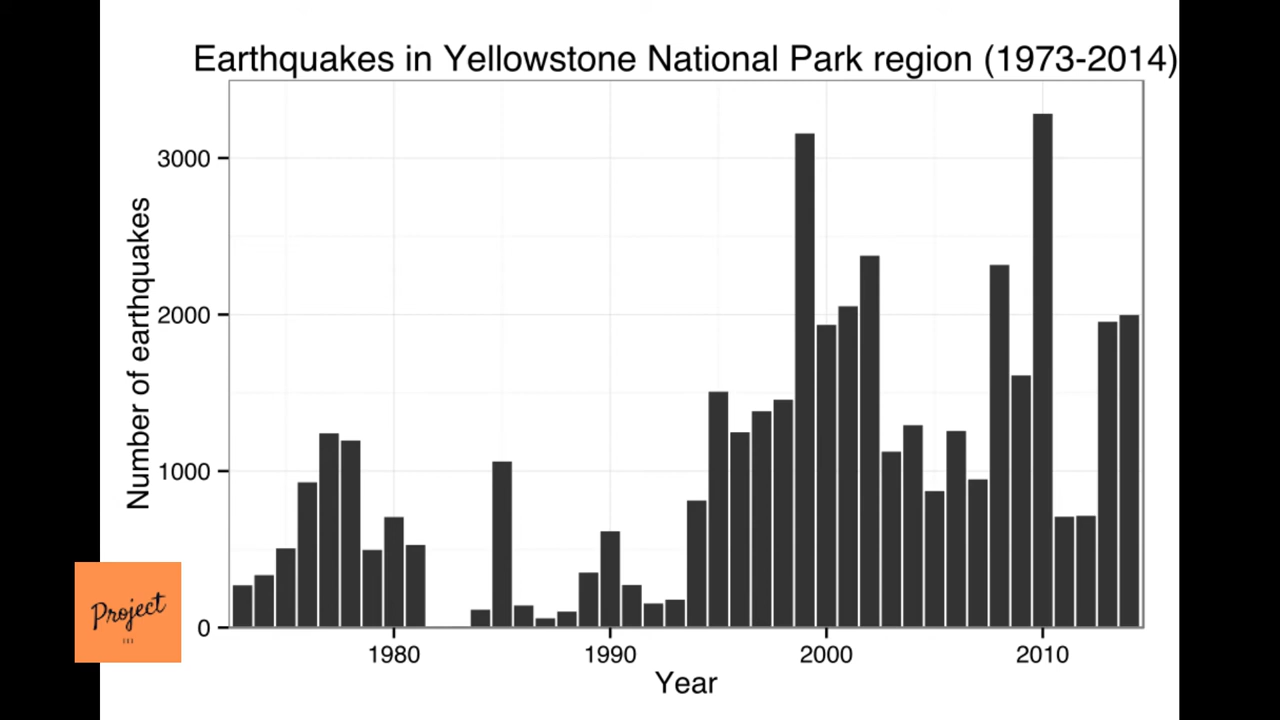 Earthquakes in Yellowstone National Park region (1973-2014)
Number of earthquakes
3000
2000
1000
0
1980
1990
2000
2010
Year
Project